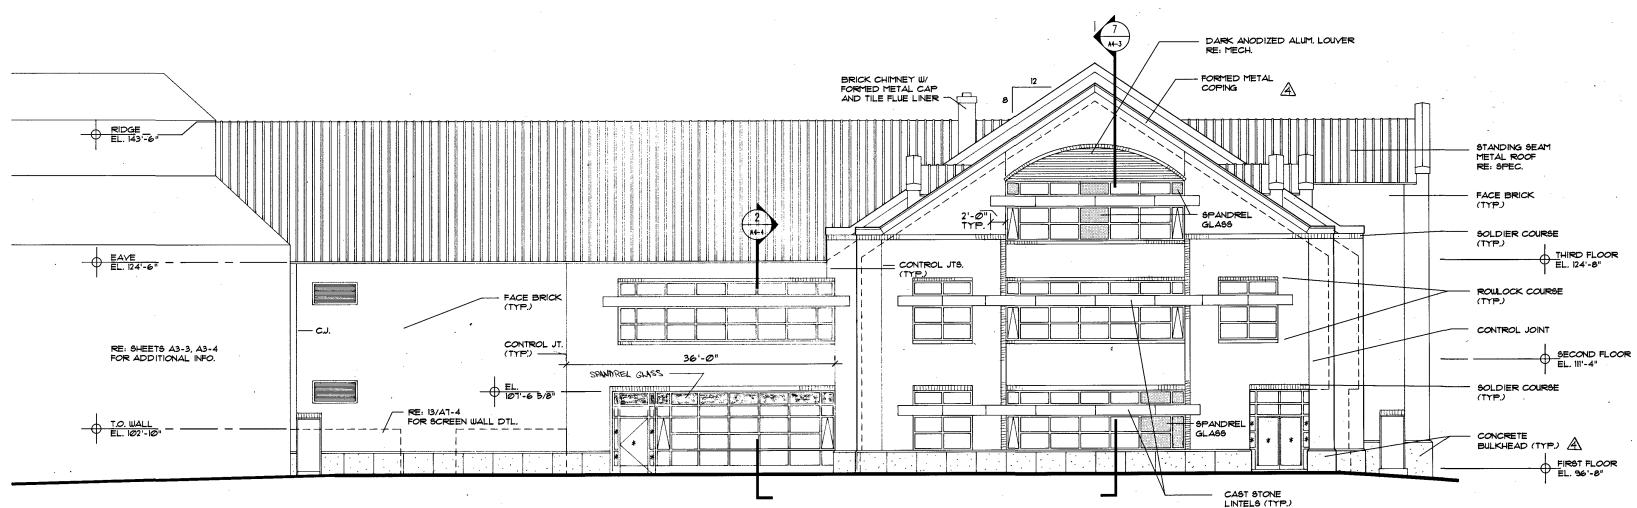 7
A4-3
DARK ANODIZED ALUM. LOUVER
RE: MECH.
BRICK CHIMNEY W/
FORMED METAL CAP
AND TILE FLUE LINER
12
8
FORMED METAL
COPING
4
RIDGE
EL. 143'-6"
STANDING SEAM
METAL ROOF
RE: SPEC.
FACE BRICK
(TYP.)
2
A4-4
2'-0"
TYP.
SPANDREL
GLASS
SOLDIER COURSE
(TYP.)
EAVE
EL. 124'-6"
CONTROL JTS.
(TYP.)
THIRD FLOOR
EL. 124'-8"
FACE BRICK
(TYP.)
ROWLOCK COURSE
(TYP.)
C.J.
CONTROL JOINT
RE: SHEETS A3-3, A3-4
FOR ADDITIONAL INFO.
CONTROL JT.
(TYP.)
36'-0"
SECOND FLOOR
EL. 111'-4"
SPANDREL GLASS
EL.
107'-6 5/8"
SOLDIER COURSE
(TYP.)
RE: 13/A7-4
FOR SCREEN WALL DTL.
T.O. WALL
EL. 102'-10"
SPANDREL
GLASS
CONCRETE
BULKHEAD (TYP.)
4
FIRST FLOOR
EL. 96'-8"
CAST STONE
LINTELS (TYP.)